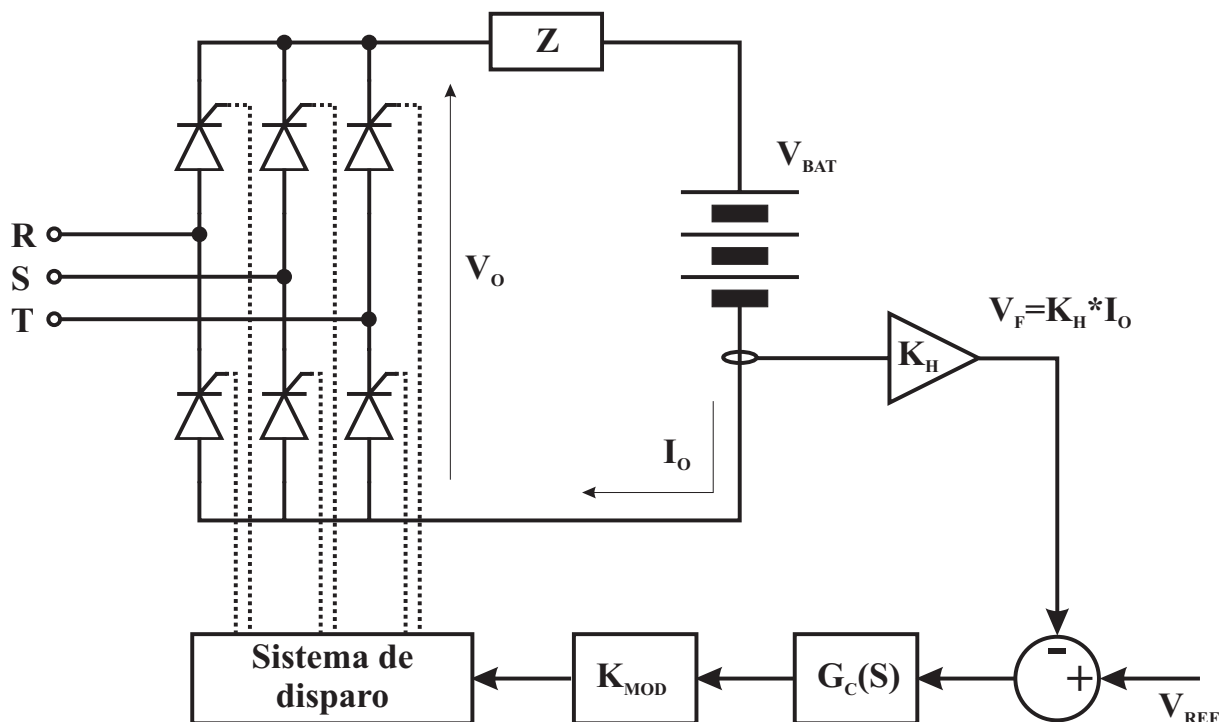 Z
V_BAT
R
S
T
V_O
V_F=K_H*I_O
K_H
I_O
Sistema de
disparo
K_MOD
G_C(S)
-
+
V_REF